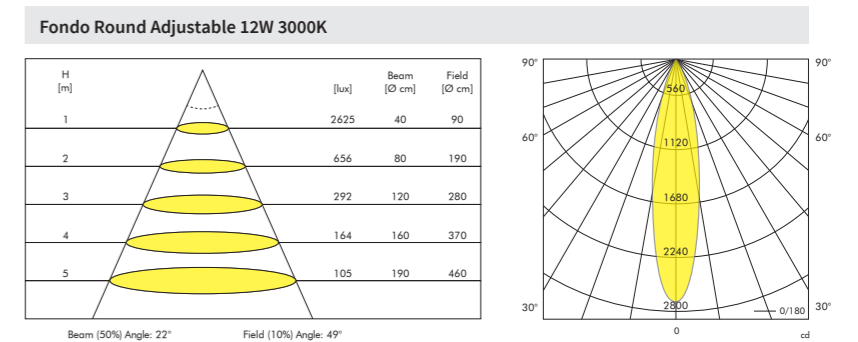 Fondo Round Adjustable 12W 3000K
H [m] [lux] Beam [Ø cm] Field [Ø cm]
1 2625 40 90
2 656 80 190
3 292 120 280
4 164 160 370
5 105 190 460
Beam (50%) Angle: 22° Field (10%) Angle: 49°
90° 90°
560
60° 1120 60°
1680
2240
30° 2800 0/180 30°
0 cd